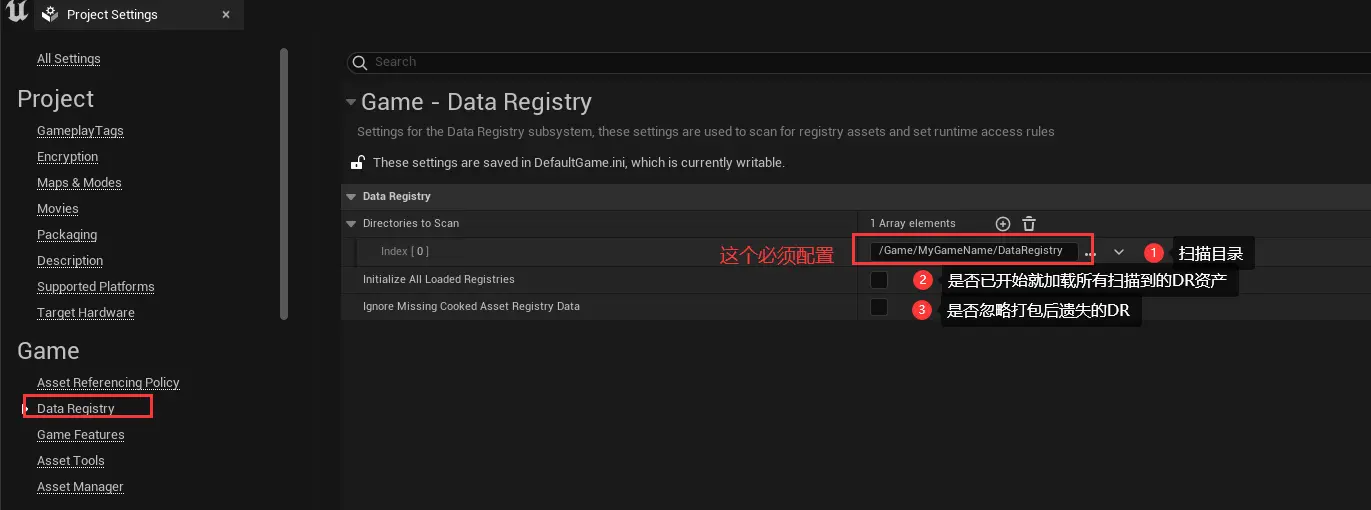 Project Settings
All Settings
Search
Project
Game - Data Registry
GameplayTags
Settings for the Data Registry subsystem, these settings are used to scan for registry assets and set runtime access rules
Encryption
These settings are saved in DefaultGame.ini, which is currently writable.
Maps & Modes
Data Registry
Movies
Directories to Scan
1 Array elements
Packaging
Index [ 0 ]
这个必须配置
/Game/MyGameName/DataRegistry
...
1 扫描目录
Description
Initialize All Loaded Registries
2 是否已开始就加载所有扫描到的DR资产
Supported Platforms
Ignore Missing Cooked Asset Registry Data
3 是否忽略打包后遗失的DR
Target Hardware
Game
Asset Referencing Policy
Data Registry
Game Features
Asset Tools
Asset Manager